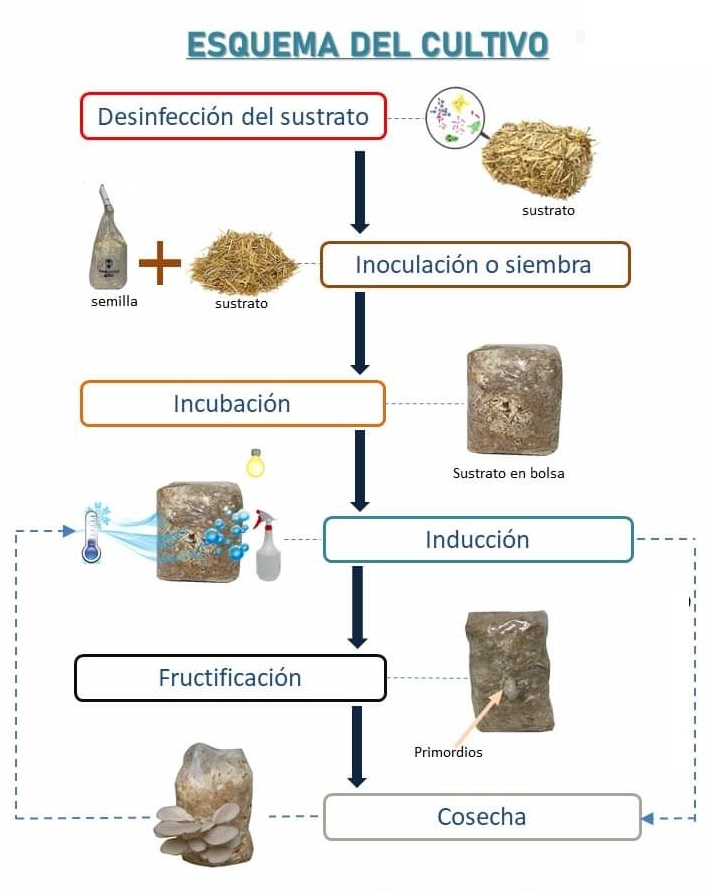 ESQUEMA DEL CULTIVO
Desinfección del sustrato
sustrato
Inoculación o siembra
semilla
sustrato
Incubación
Sustrato en bolsa
Inducción
Fructificación
Primordios
Cosecha